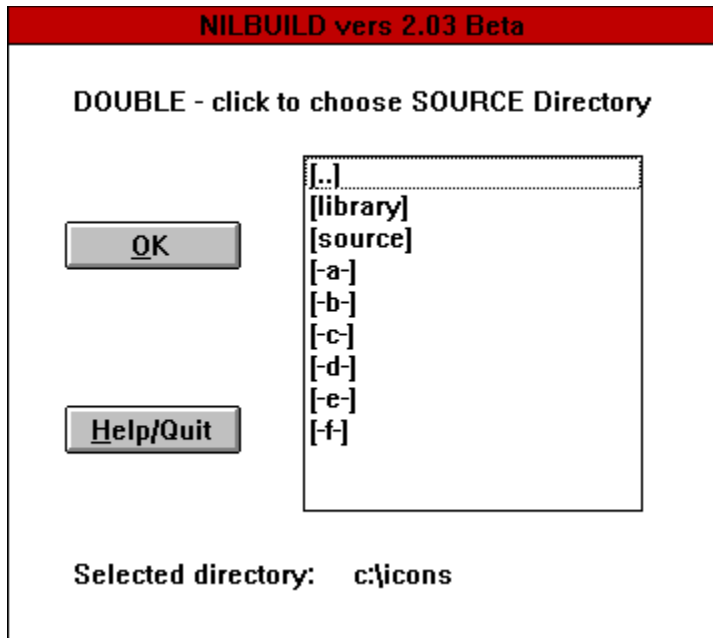 NILBUILD vers 2.03 Beta
DOUBLE - click to choose SOURCE Directory
[..]
[library]
[source]
[-a-]
[-b-]
[-c-]
[-d-]
[-e-]
[-f-]
OK
Help/Quit
Selected directory: c:\icons